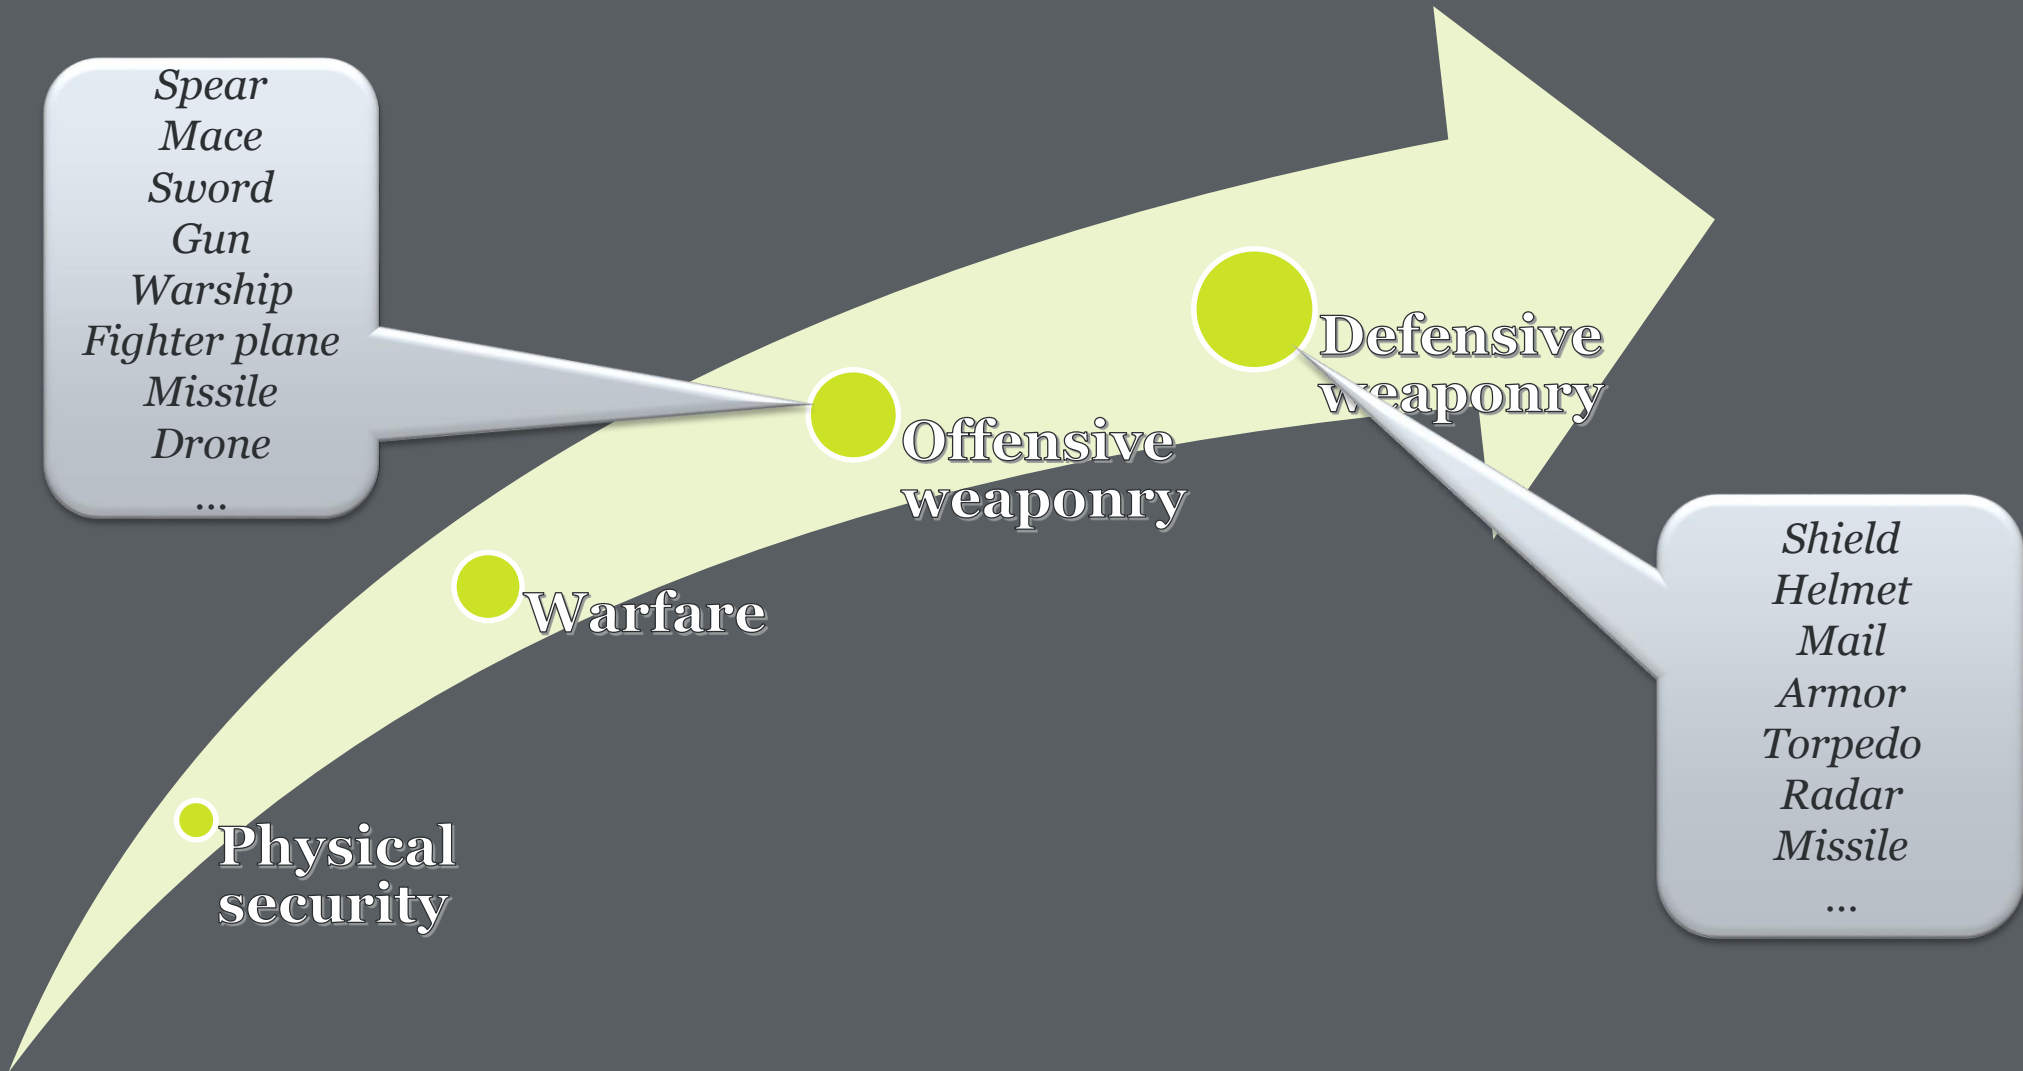 Spear
Mace
Sword
Gun
Warship
Fighter plane
Missile
Drone
...
Physical
security
Warfare
Offensive
weaponry
Defensive
weaponry
Shield
Helmet
Mail
Armor
Torpedo
Radar
Missile
...